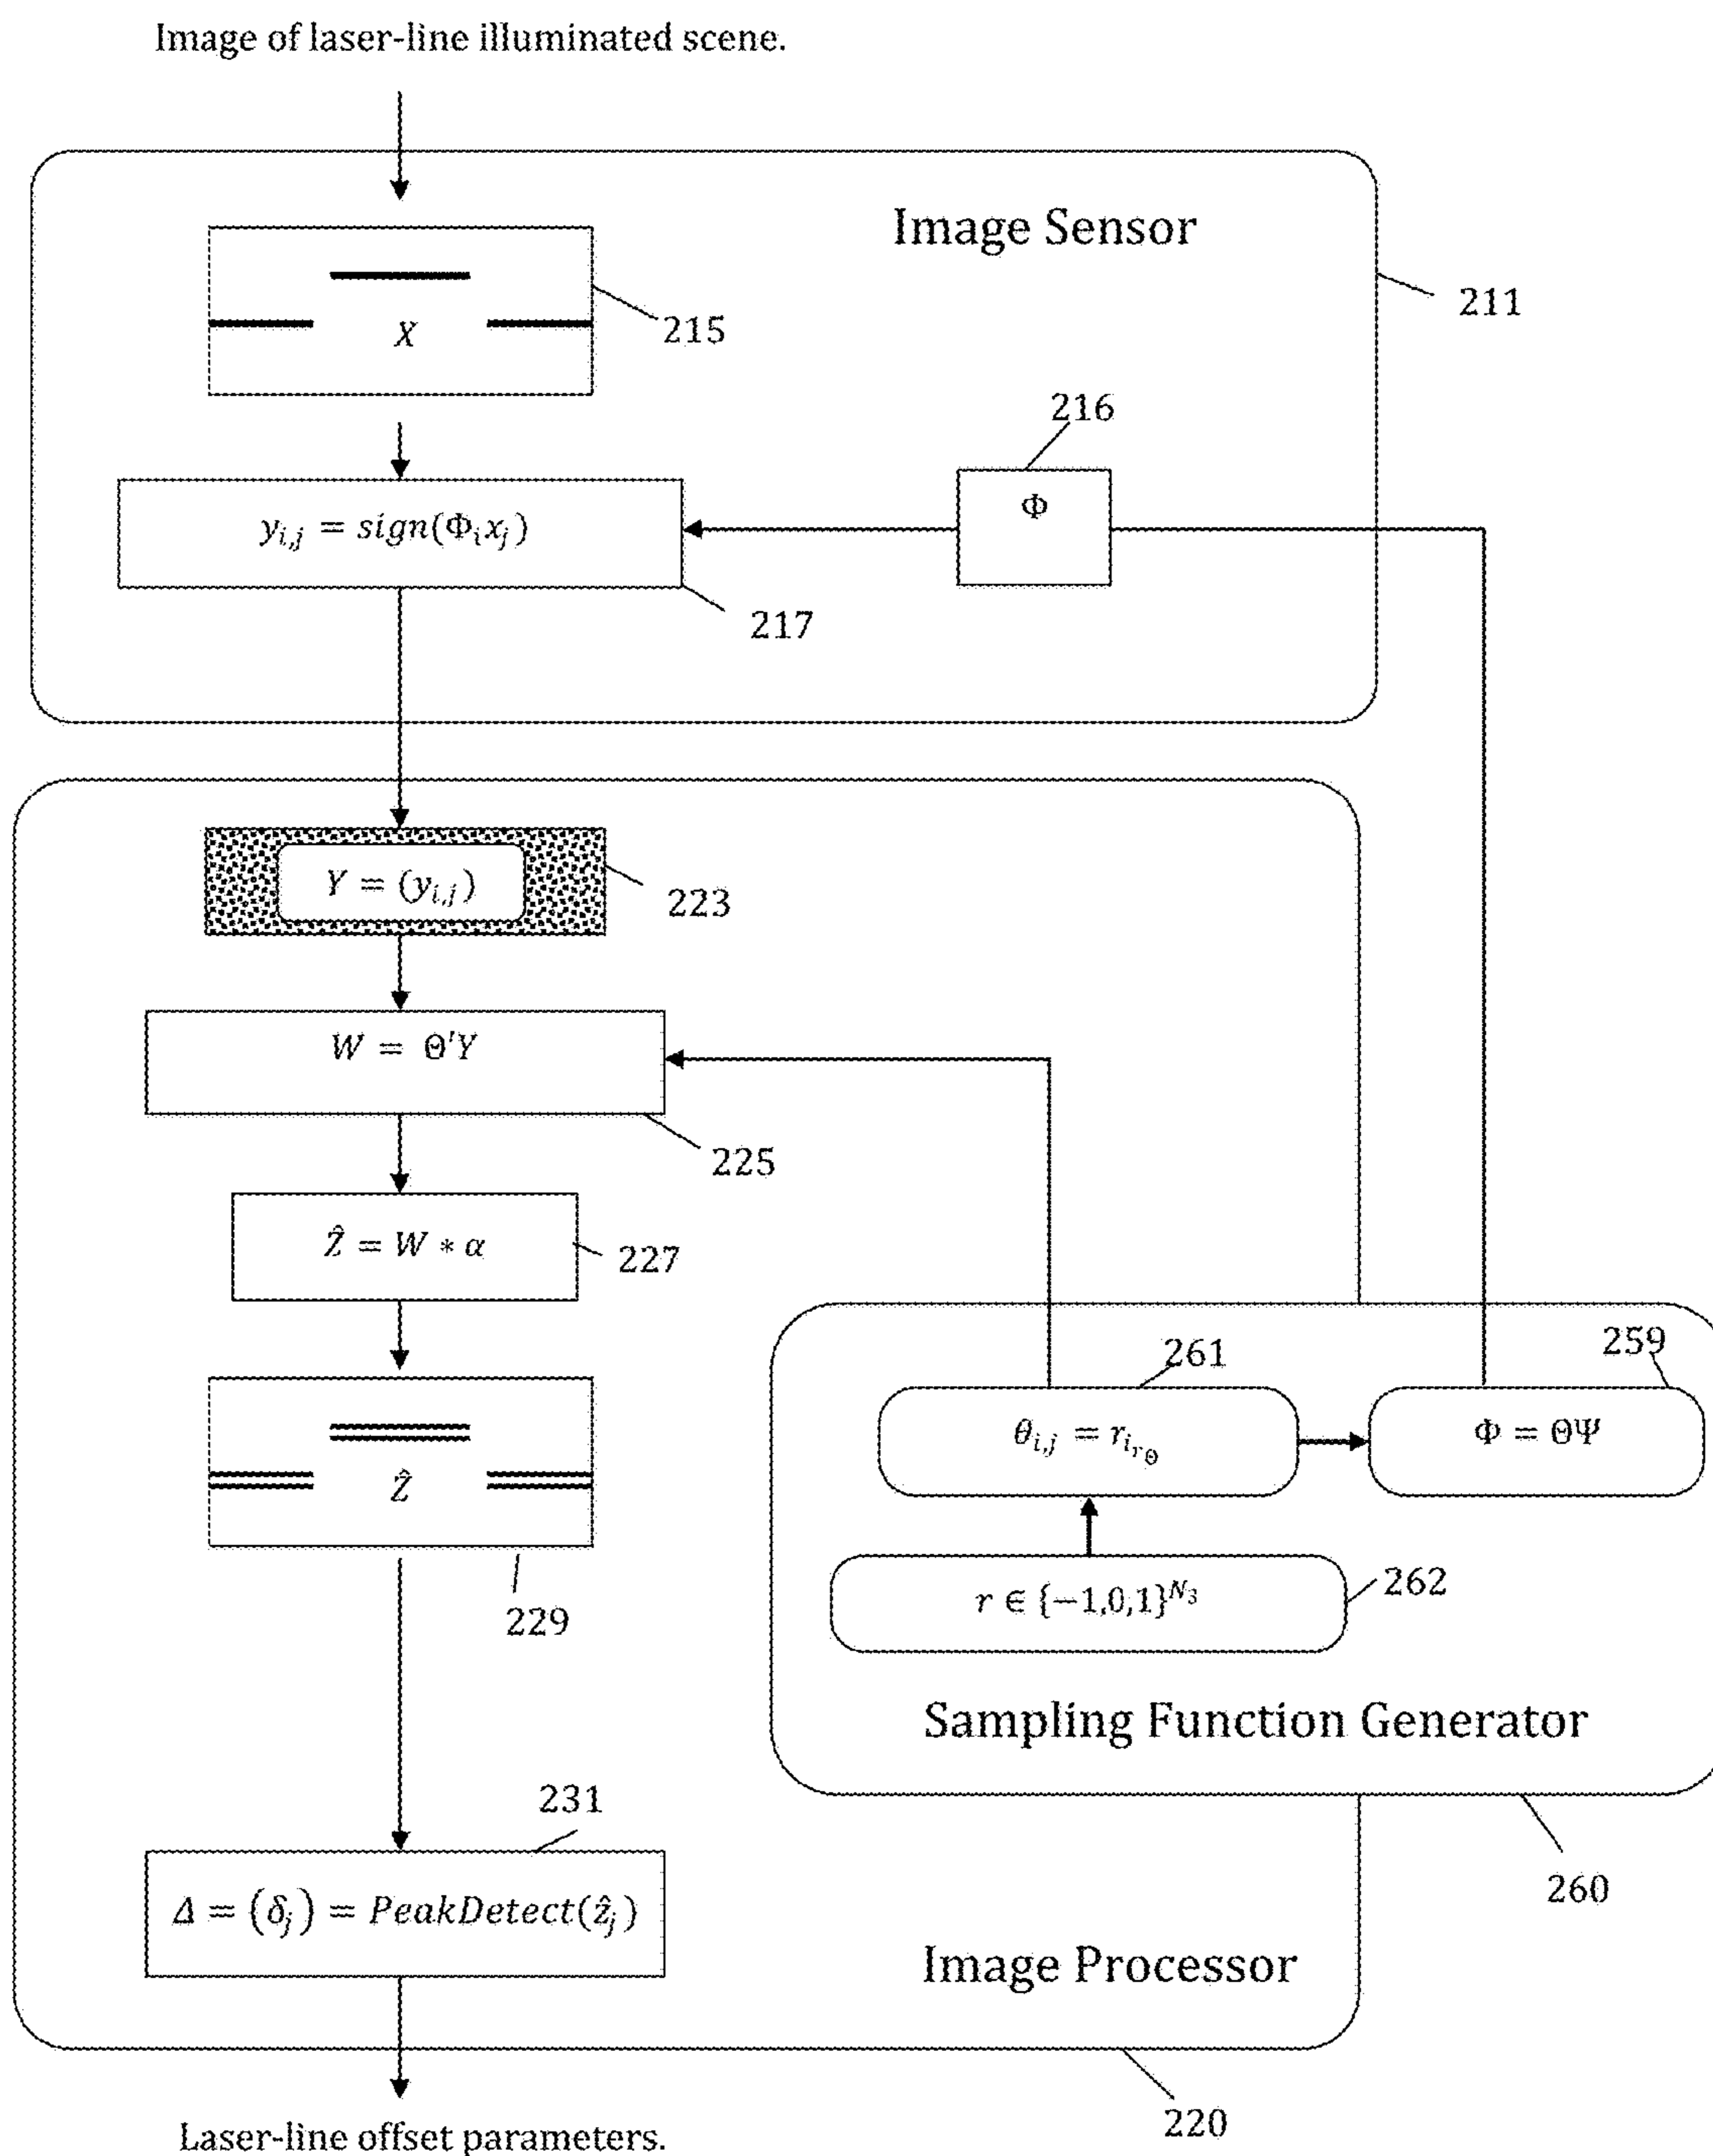 Image of laser-line illuminated scene.
Image Sensor
211
X
215
216
Φ
y_{i,j} = sign(Φ_i x_j)
217
Y = (y_{i,j})
223
W = Θ'Y
225
Ẑ = W * α
227
261
259
θ_{i,j} = r_{i_{r_Θ}}
Φ = ΘΨ
Ẑ
229
r ∈ {−1,0,1}^{N_3}
262
Sampling Function Generator
260
231
Δ = (δ_j) = PeakDetect(ẑ_j)
Image Processor
220
Laser-line offset parameters.